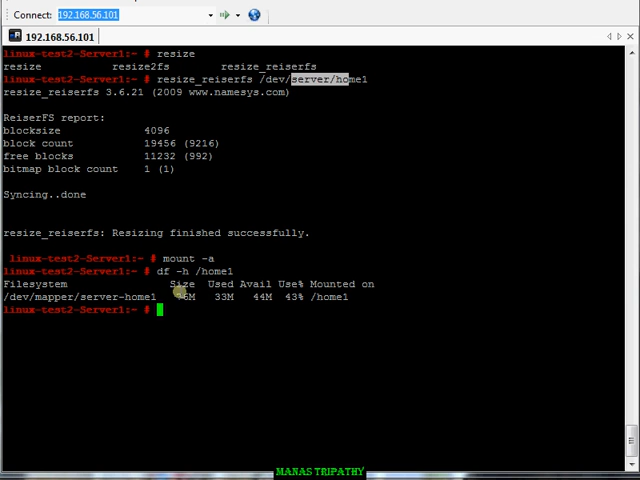 Connect: 192.168.56.101
192.168.56.101
linux-test2-Server1:~ # resize
resize resize2fs resize_reiserfs
linux-test2-Server1:~ # resize_reiserfs /dev/server/home1
resize_reiserfs 3.6.21 (2009 www.namesys.com)
ReiserFS report:
blocksize 4096
block count 19456 (9216)
free blocks 11232 (992)
bitmap block count 1 (1)
Syncing..done
resize_reiserfs: Resizing finished successfully.
linux-test2-Server1:~ # mount -a
linux-test2-Server1:~ # df -h /home1
Filesystem Size Used Avail Use% Mounted on
/dev/mapper/server-home1 76M 33M 44M 43% /home1
linux-test2-Server1:~ #
MANAS TRIPATHY